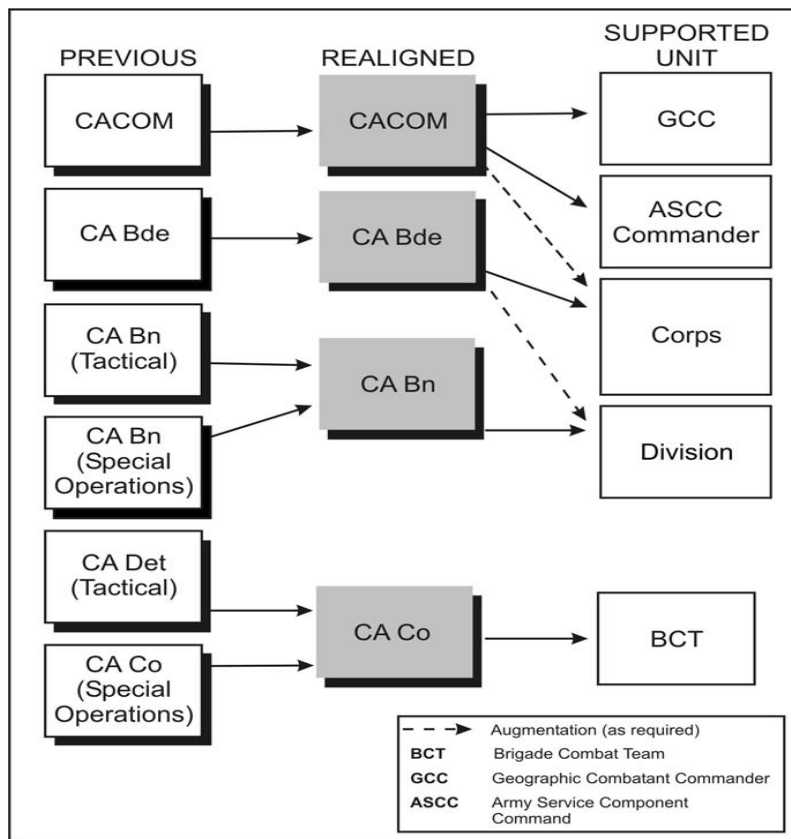 PREVIOUS
REALIGNED
SUPPORTED
UNIT
CACOM
CACOM
GCC
ASCC
Commander
CA Bde
CA Bde
Corps
CA Bn
(Tactical)
CA Bn
CA Bn
(Special
Operations)
Division
CA Det
(Tactical)
CA Co
BCT
CA Co
(Special
Operations)
Augmentation (as required)
BCT Brigade Combat Team
GCC Geographic Combatant Commander
ASCC Army Service Component
Command